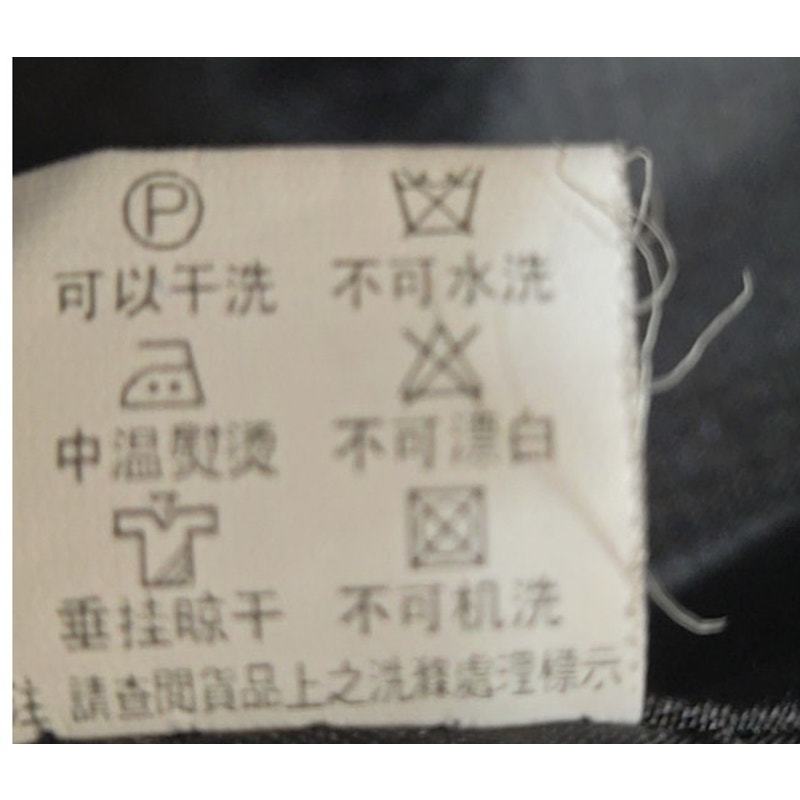 P
可以干洗 不可水洗
中温熨烫 不可漂白
垂挂晾干 不可机洗
注 請查閲貨品上之洗滌處理標示